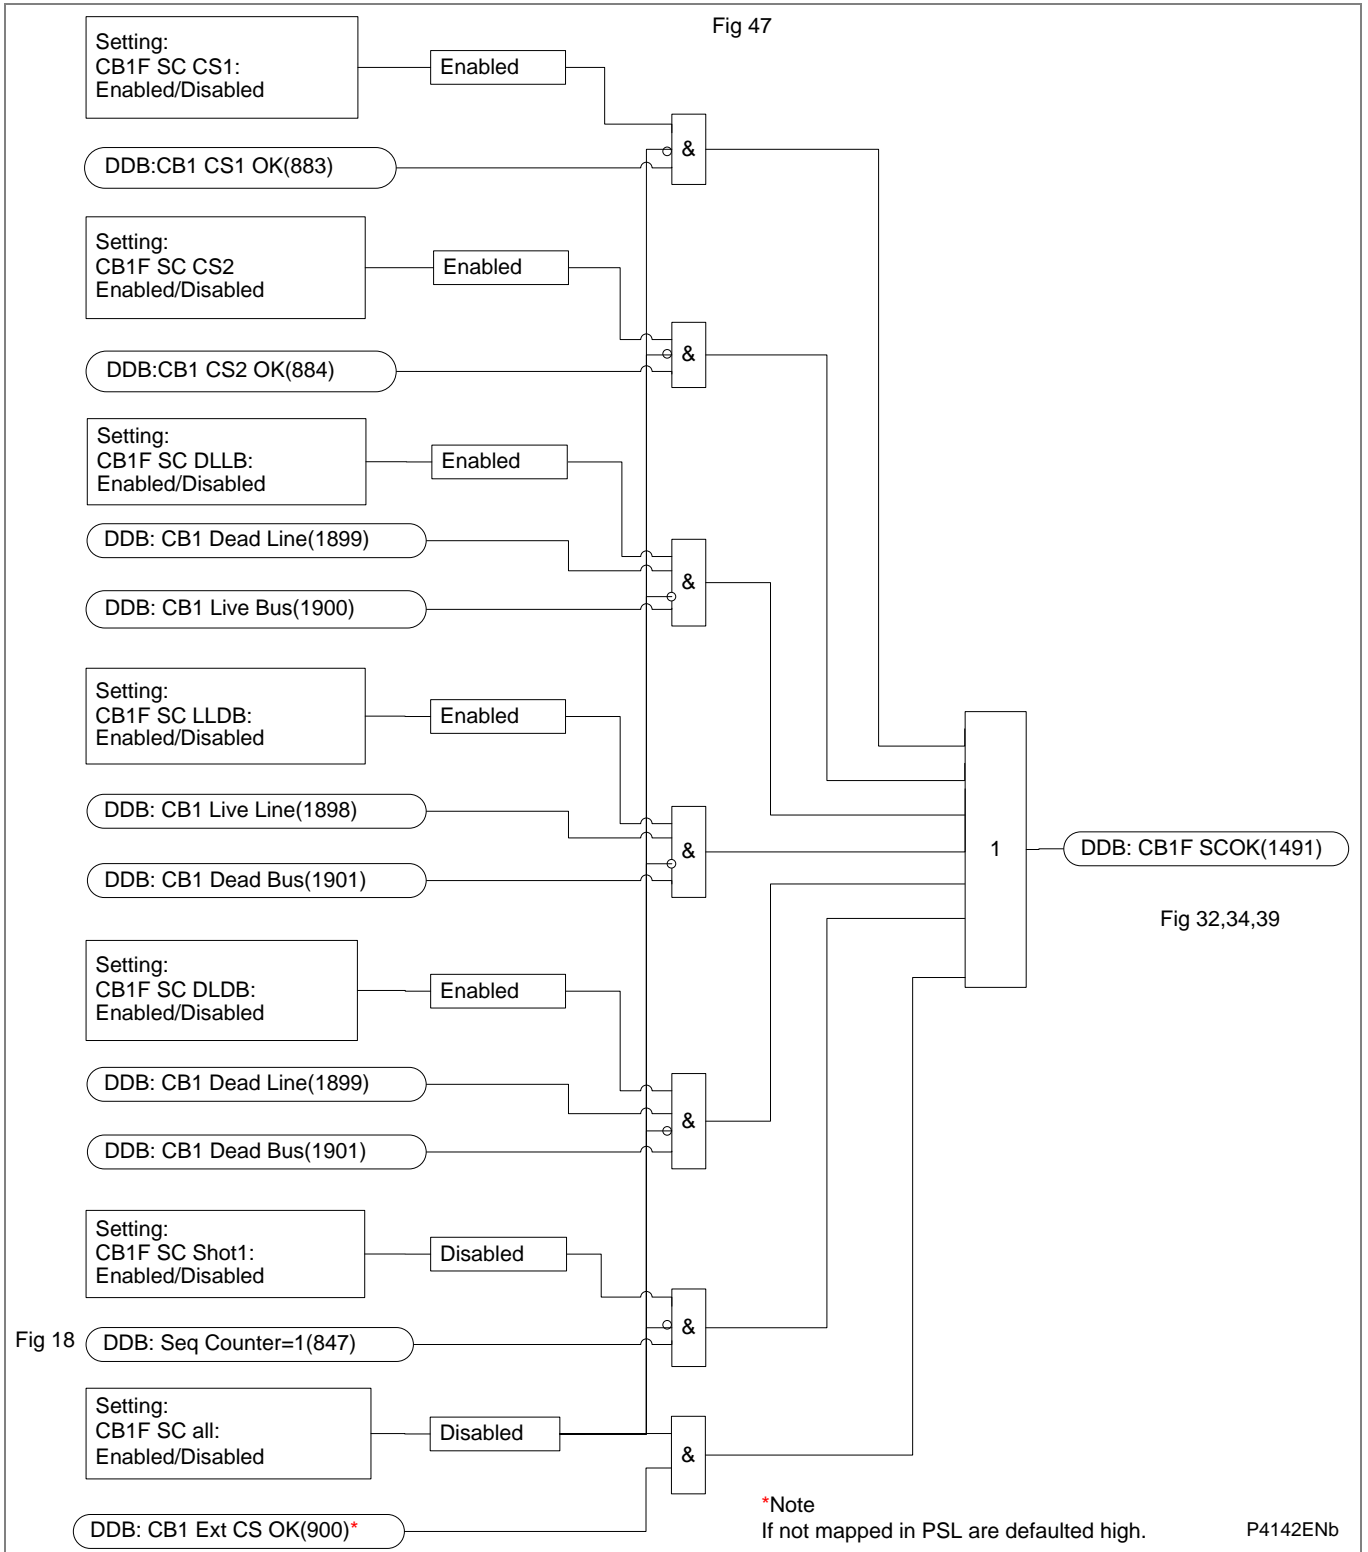 Fig 47
Setting:
CB1F SC CS1:
Enabled/Disabled
Enabled
&
DDB:CB1 CS1 OK(883)
Setting:
CB1F SC CS2
Enabled/Disabled
Enabled
&
DDB:CB1 CS2 OK(884)
Setting:
CB1F SC DLLB:
Enabled/Disabled
Enabled
DDB: CB1 Dead Line(1899)
&
DDB: CB1 Live Bus(1900)
Setting:
CB1F SC LLDB:
Enabled/Disabled
Enabled
DDB: CB1 Live Line(1898)
&
DDB: CB1 Dead Bus(1901)
1
DDB: CB1F SCOK(1491)
Fig 32,34,39
Setting:
CB1F SC DLDB:
Enabled/Disabled
Enabled
DDB: CB1 Dead Line(1899)
&
DDB: CB1 Dead Bus(1901)
Setting:
CB1F SC Shot1:
Enabled/Disabled
Disabled
&
Fig 18
DDB: Seq Counter=1(847)
Setting:
CB1F SC all:
Enabled/Disabled
Disabled
&
DDB: CB1 Ext CS OK(900)*
*Note
If not mapped in PSL are defaulted high.
P4142ENb